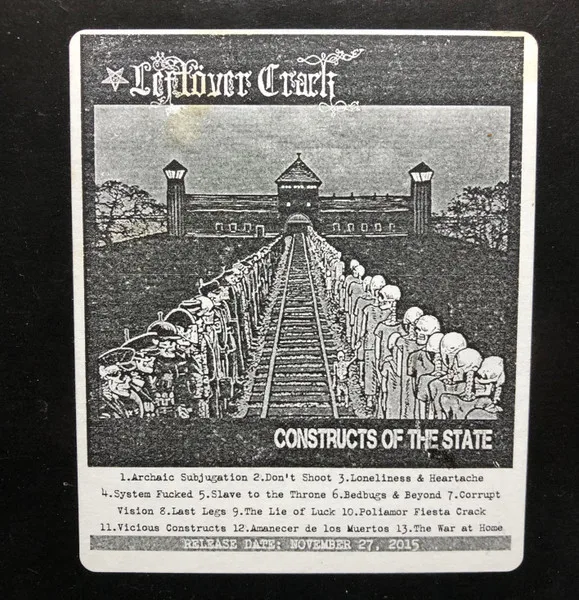 Leftöver Crack
CONSTRUCTS OF THE STATE
1.Archaic Subjugation 2.Don't Shoot 3.Loneliness & Heartache
4.System Fucked 5.Slave to the Throne 6.Bedbugs & Beyond 7.Corrupt
Vision 8.Last Legs 9.The Lie of Luck 10.Poliamor Fiesta Crack
11.Vicious Constructs 12.Amanecer de los Muertos 13.The War at Home
RELEASE DATE: NOVEMBER 27, 2015